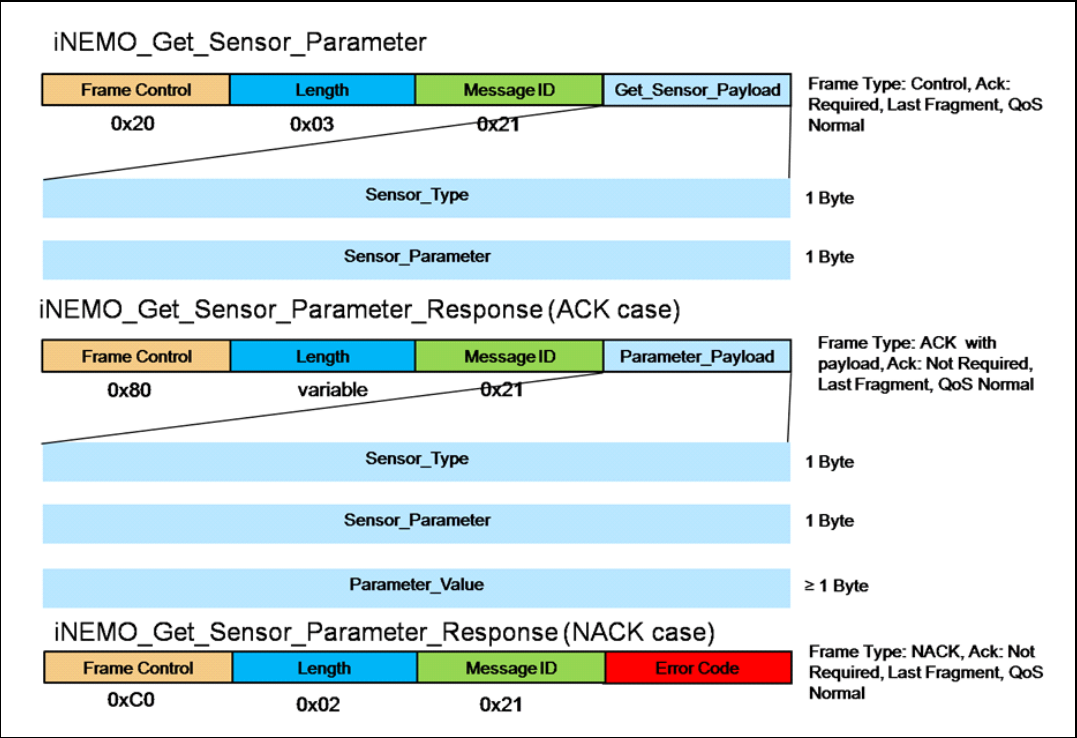 iNEMO_Get_Sensor_Parameter
Frame Control Length Message ID Get_Sensor_Payload
0x20 0x03 0x21
Frame Type: Control, Ack:
Required, Last Fragment, QoS
Normal
Sensor_Type 1 Byte
Sensor_Parameter 1 Byte
iNEMO_Get_Sensor_Parameter_Response (ACK case)
Frame Control Length Message ID Parameter_Payload
0x80 variable 0x21
Frame Type: ACK with
payload, Ack: Not Required,
Last Fragment, QoS Normal
Sensor_Type 1 Byte
Sensor_Parameter 1 Byte
Parameter_Value ≥ 1 Byte
iNEMO_Get_Sensor_Parameter_Response (NACK case)
Frame Control Length Message ID Error Code
0xC0 0x02 0x21
Frame Type: NACK, Ack: Not
Required, Last Fragment, QoS
Normal